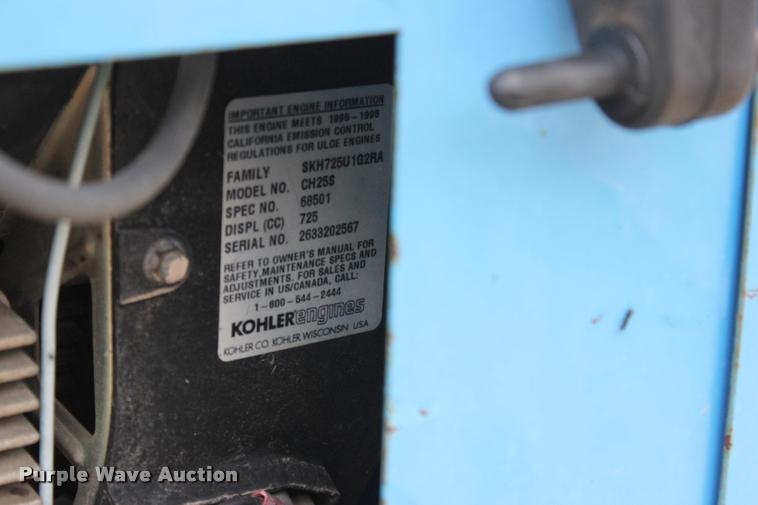 IMPORTANT ENGINE INFORMATION
THIS ENGINE MEETS 1995-1998
CALIFORNIA EMISSION CONTROL
REGULATIONS FOR ULGE ENGINES
FAMILY SKH725U1G2RA
MODEL NO. CH25S
SPEC NO. 68501
DISPL (CC) 725
SERIAL NO. 2633202567
REFER TO OWNER'S MANUAL FOR
SAFETY, MAINTENANCE SPECS AND
ADJUSTMENTS. FOR SALES AND
SERVICE IN US/CANADA, CALL:
1-800-544-2444
KOHLER engines
KOHLER CO. KOHLER WISCONSIN USA
Purple Wave Auction